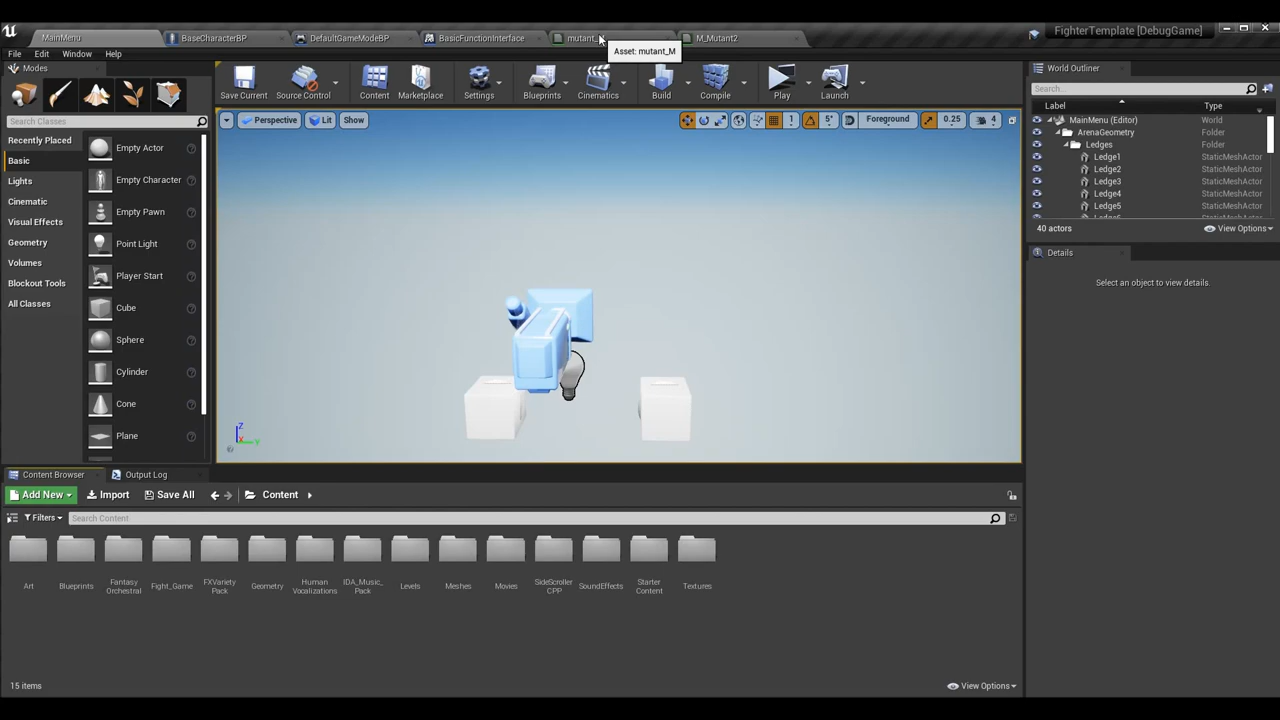 MainMenu BaseCharacterBP DefaultGameModeBP BasicFunctionInterface mutant_ M_Mutant2 FighterTemplate [DebugGame]
Asset: mutant_M
File Edit Window Help
Modes
Search Classes
Recently Placed
Basic
Lights
Cinematic
Visual Effects
Geometry
Volumes
Blockout Tools
All Classes
Empty Actor
Empty Character
Empty Pawn
Point Light
Player Start
Cube
Sphere
Cylinder
Cone
Plane
Save Current Source Control Content Marketplace Settings Blueprints Cinematics Build Compile Play Launch
Perspective Lit Show 1 5° Foreground 0.25 4
Z
X Y
World Outliner
Search...
Label Type
MainMenu (Editor) World
ArenaGeometry Folder
Ledges Folder
Ledge1 StaticMeshActor
Ledge2 StaticMeshActor
Ledge3 StaticMeshActor
Ledge4 StaticMeshActor
Ledge5 StaticMeshActor
40 actors View Options
Details
Select an object to view details.
Content Browser Output Log
Add New Import Save All Content
Filters Search Content
Art
Blueprints
Fantasy
Orchestral
Fight_Game
FXVariety
Pack
Geometry
Human
Vocalizations
IDA_Music_
Pack
Levels
Meshes
Movies
SideScroller
CPP
SoundEffects
Starter
Content
Textures
15 items View Options